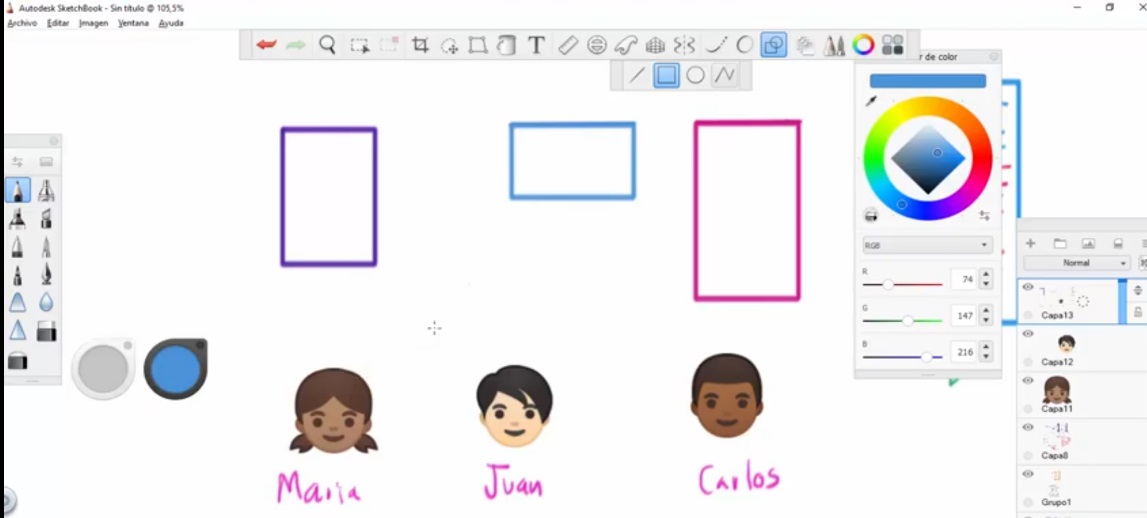 Autodesk SketchBook - Sin título @ 105,5%
Archivo Editar Imagen Ventana Ayuda
T
r de color
RGB
R 74
G 147
B 216
Normal
Capa13
Capa12
Capa11
Capa8
Grupo1
Maria Juan Carlos